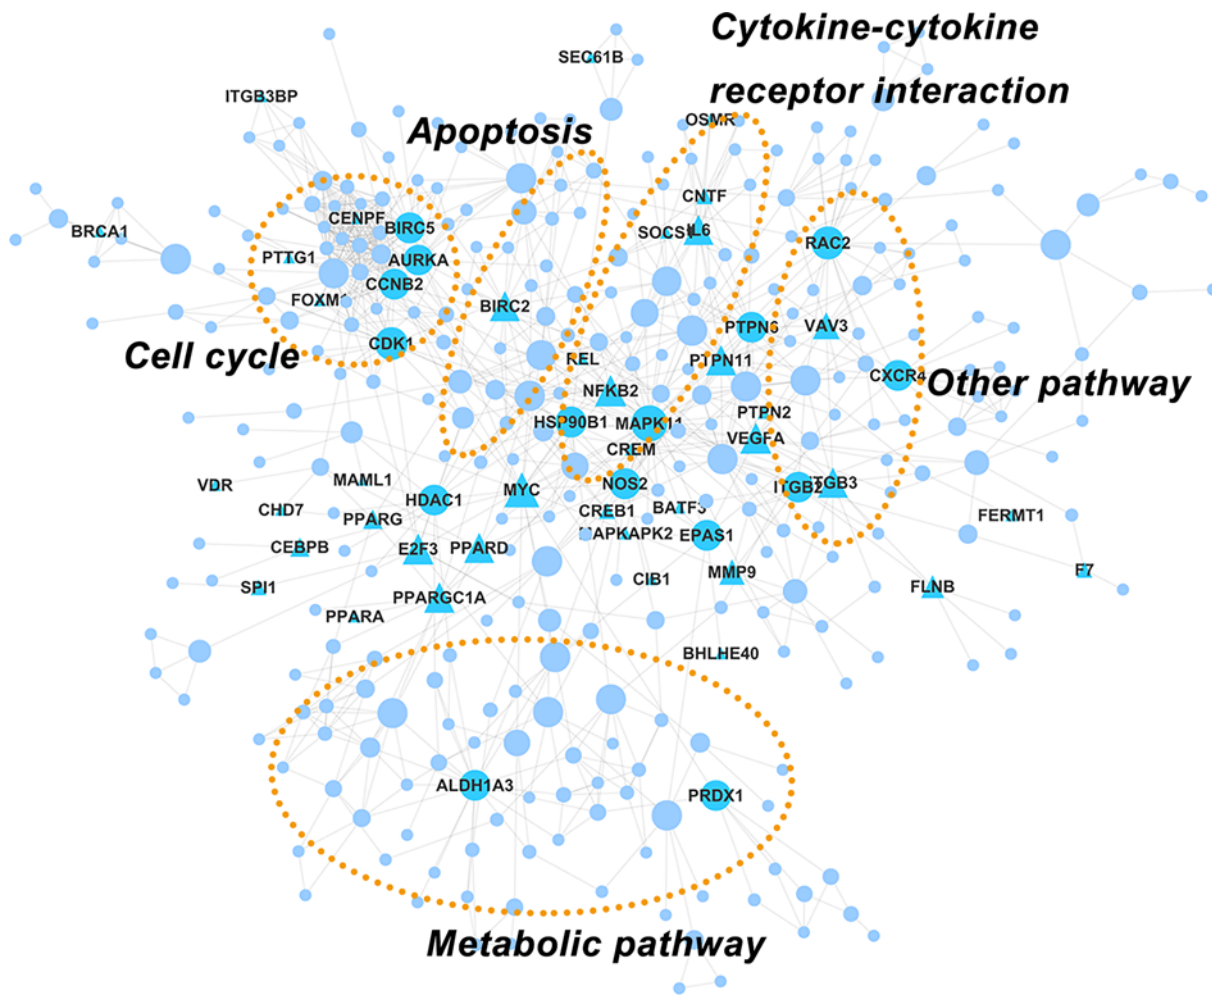 Cytokine-cytokine
SEC61B
receptor interaction
ITGB3BP
OSMR
Apoptosis
CNTF
CENPF
BIRC5
SOCS1
IL6
BRCA1
RAC2
PTTG1
AURKA
CCNB2
FOXM1
BIRC2
PTPN6
VAV3
CDK1
Cell cycle
REL
PTPN11
CXCR4
Other pathway
NFKB2
PTPN2
HSP90B1
MAPK11
VEGFA
CREM
VDR
MAML1
NOS2
ITGB2
ITGB3
HDAC1
MYC
CHD7
PPARG
CREB1
BATF3
FERMT1
MAPKAPK2
EPAS1
CEBPB
E2F3
PPARD
CIB1
MMP9
F7
SPI1
FLNB
PPARGC1A
PPARA
BHLHE40
ALDH1A3
PRDX1
Metabolic pathway